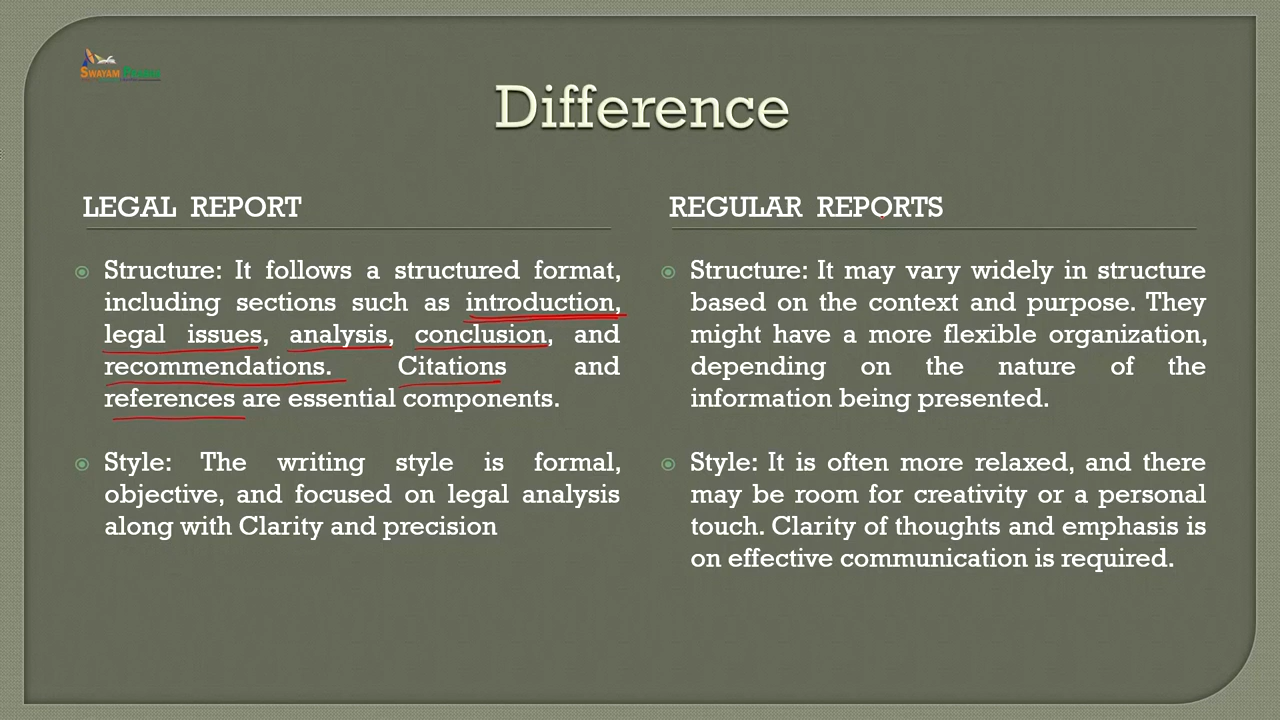 SWAYAM PRABHA
Difference
LEGAL REPORT
Structure: It follows a structured format,
including sections such as introduction,
legal issues, analysis, conclusion, and
recommendations. Citations and
references are essential components.
Style: The writing style is formal,
objective, and focused on legal analysis
along with Clarity and precision
REGULAR REPORTS
Structure: It may vary widely in structure
based on the context and purpose. They
might have a more flexible organization,
depending on the nature of the
information being presented.
Style: It is often more relaxed, and there
may be room for creativity or a personal
touch. Clarity of thoughts and emphasis is
on effective communication is required.